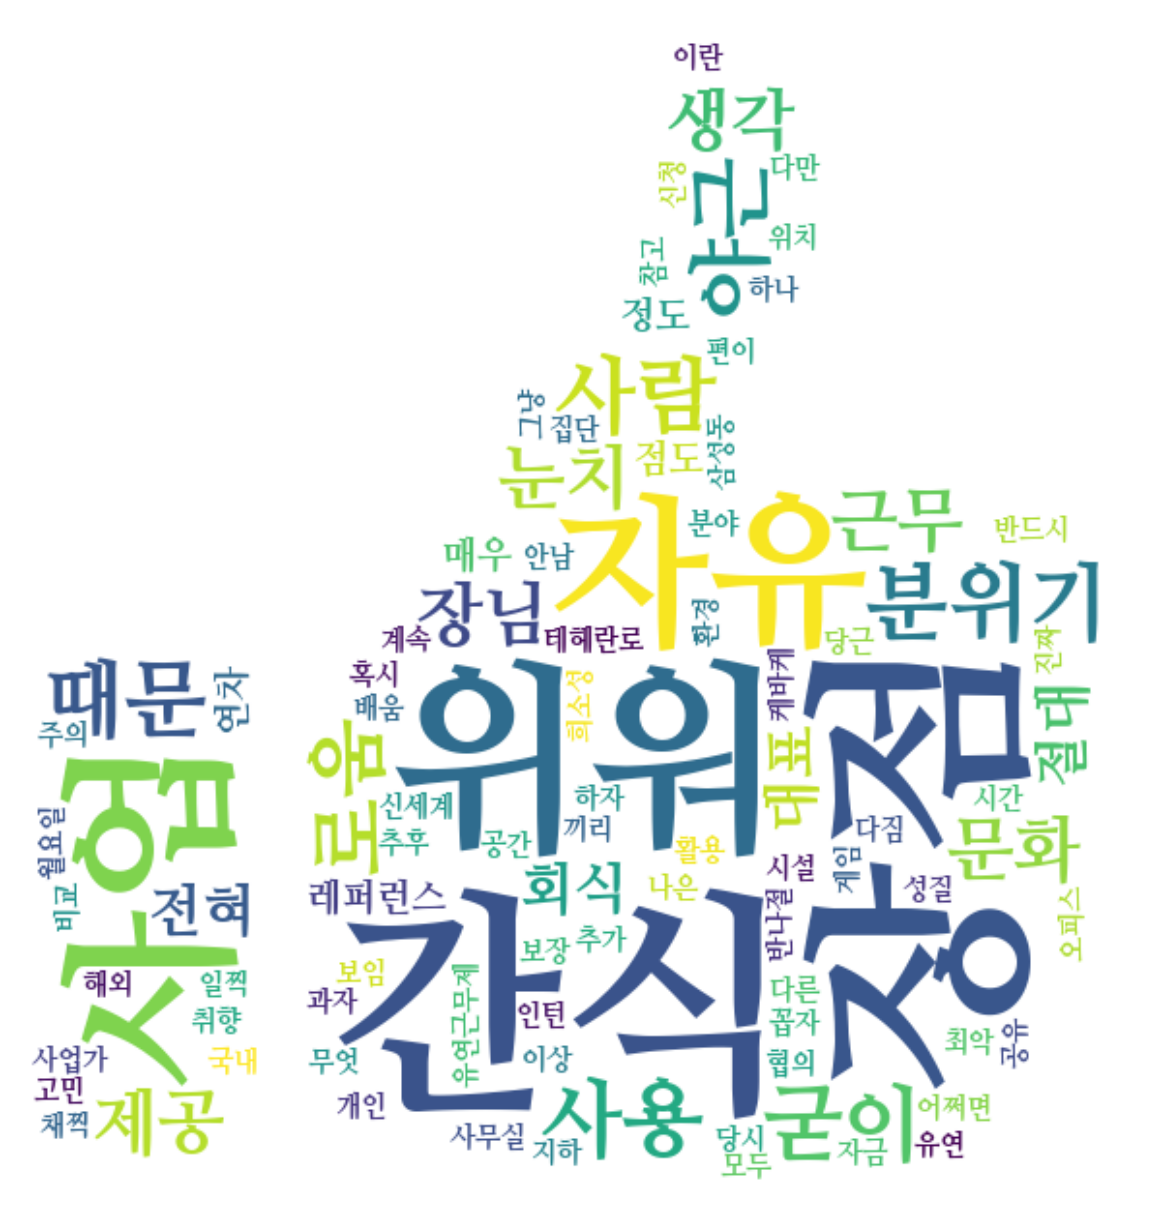 이란
생각
신청
다만
야근
위치
참고
하나
정도
편이
사람
그냥
집단
눈치
점도
삼성동
자유
분야
근무
반드시
매우
안남
분위기
장님
계속
테헤란로
환경
당근
진짜
때문
연차
주의
혹시
배움
위워
희소성
케바케
장점
절대
로움
대표
사업
신세계
하자
시간
월요일
추후
공간
끼리
다짐
문화
활용
시설
게임
비교
전혀
레퍼런스
회식
나은
반나절
성질
오피스
간식
보장
추가
해외
일찍
과자
보임
유연근무제
다른
취향
인턴
꼽자
최악
공유
사업가
국내
무엇
이상
협의
고민
개인
사용
굳이
어쩌면
채찍
제공
사무실
지하
당시
모두
자금
유연